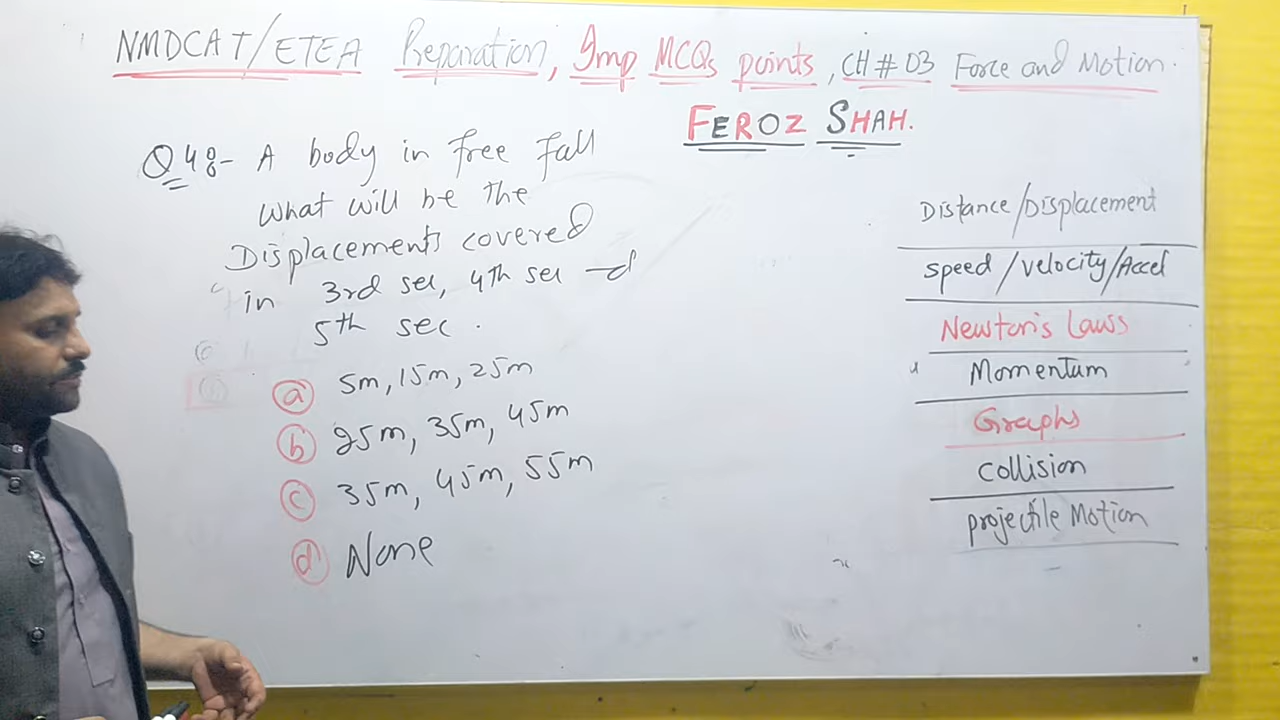 NMDCAT/ETEA Preparation, Imp MCQs points, CH # 03 Force and Motion.
FEROZ SHAH.
Q48- A body in free fall
what will be the
Displacements covered
in 3rd sec, 4th sec
5th sec.
a 5m, 15m, 25m
b 25m, 35m, 45m
c 35m, 45m, 55m
d None
Distance/Displacement
speed/velocity/Accel
Newton's Laws
Momentum
Graphs
collision
projectile Motion